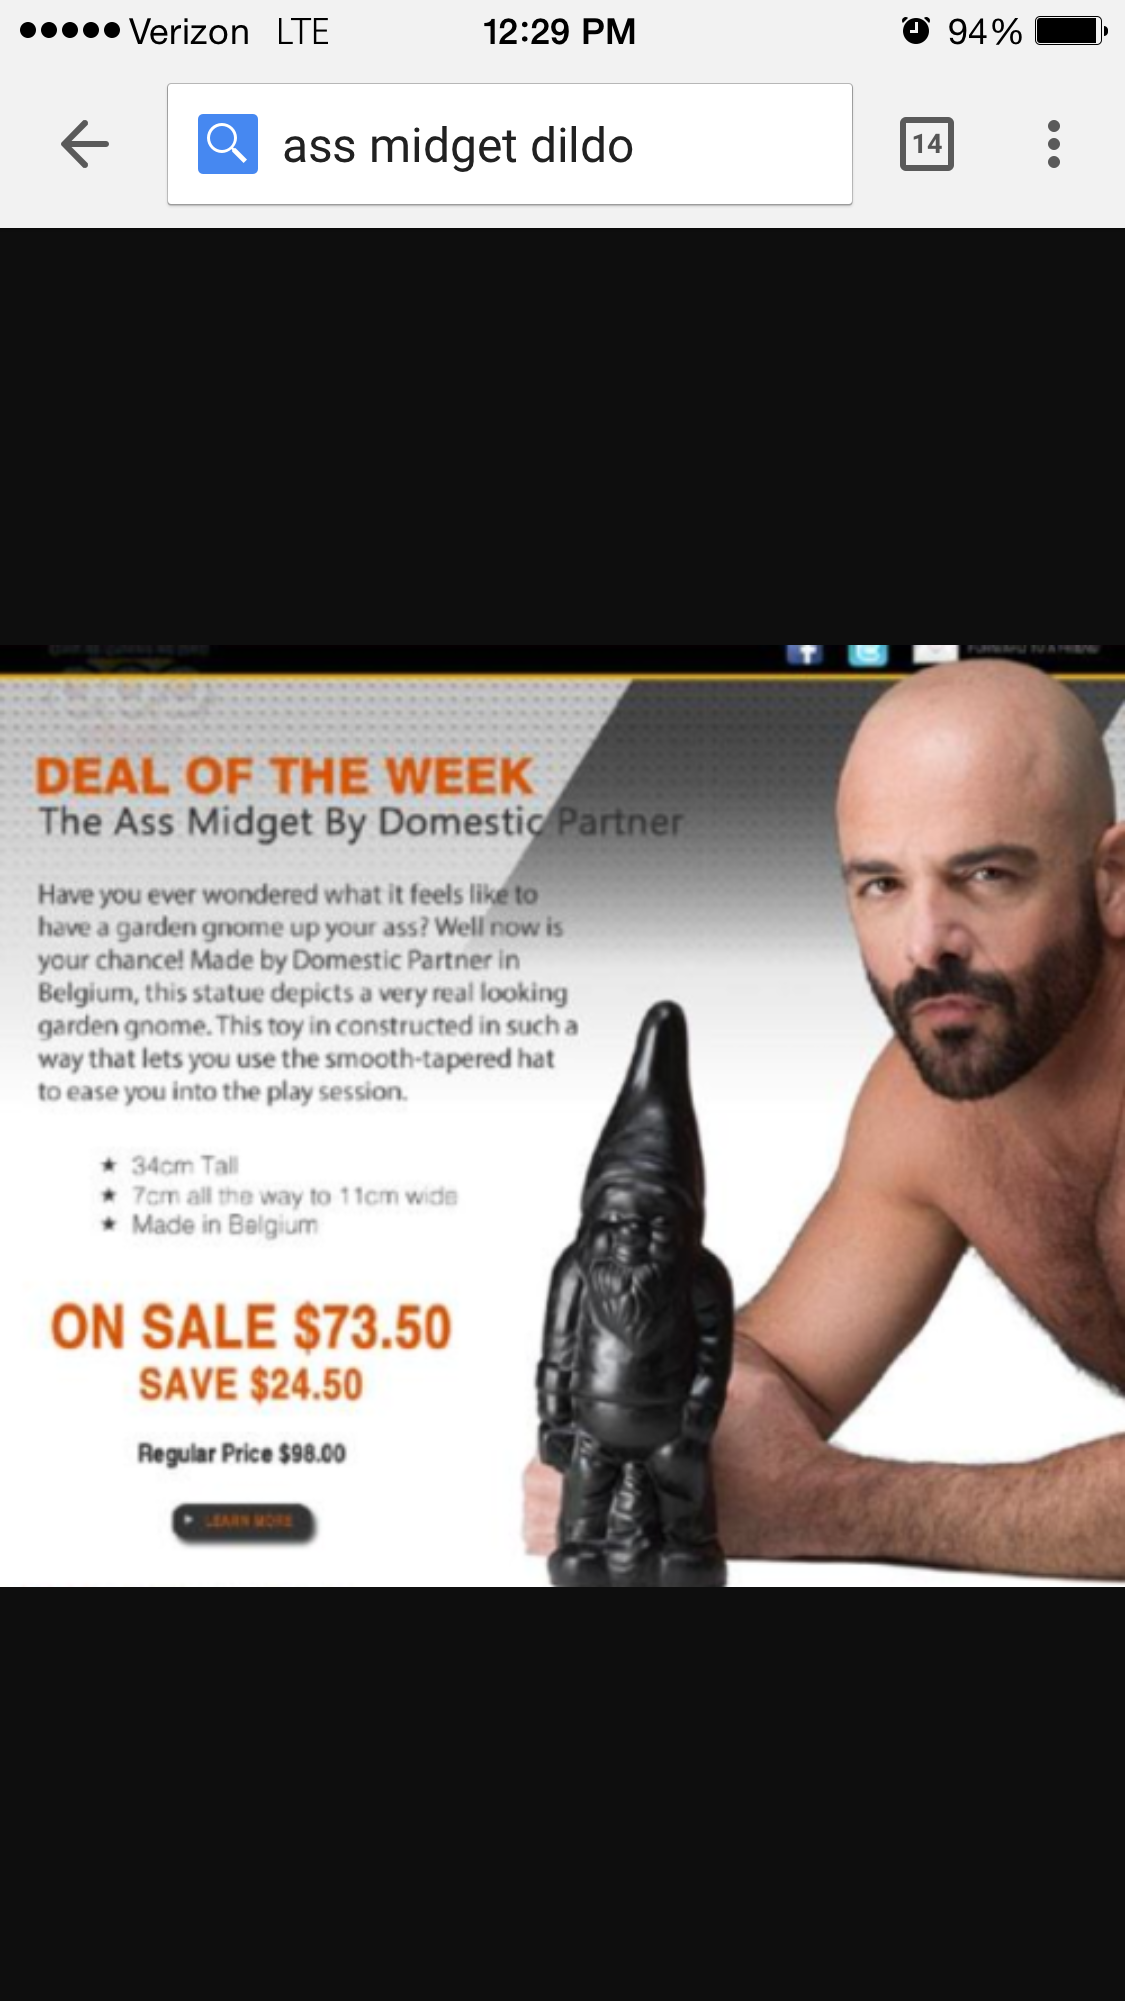 Verizon LTE 12:29 PM 94%
ass midget dildo 14
FORWARD TO A FRIEND
DEAL OF THE WEEK
The Ass Midget By Domestic Partner
Have you ever wondered what it feels like to
have a garden gnome up your ass? Well now is
your chance! Made by Domestic Partner in
Belgium, this statue depicts a very real looking
garden gnome. This toy in constructed in such a
way that lets you use the smooth-tapered hat
to ease you into the play session.
★ 34cm Tall
★ 7cm all the way to 11cm wide
★ Made in Belgium
ON SALE $73.50
SAVE $24.50
Regular Price $98.00
LEARN MORE